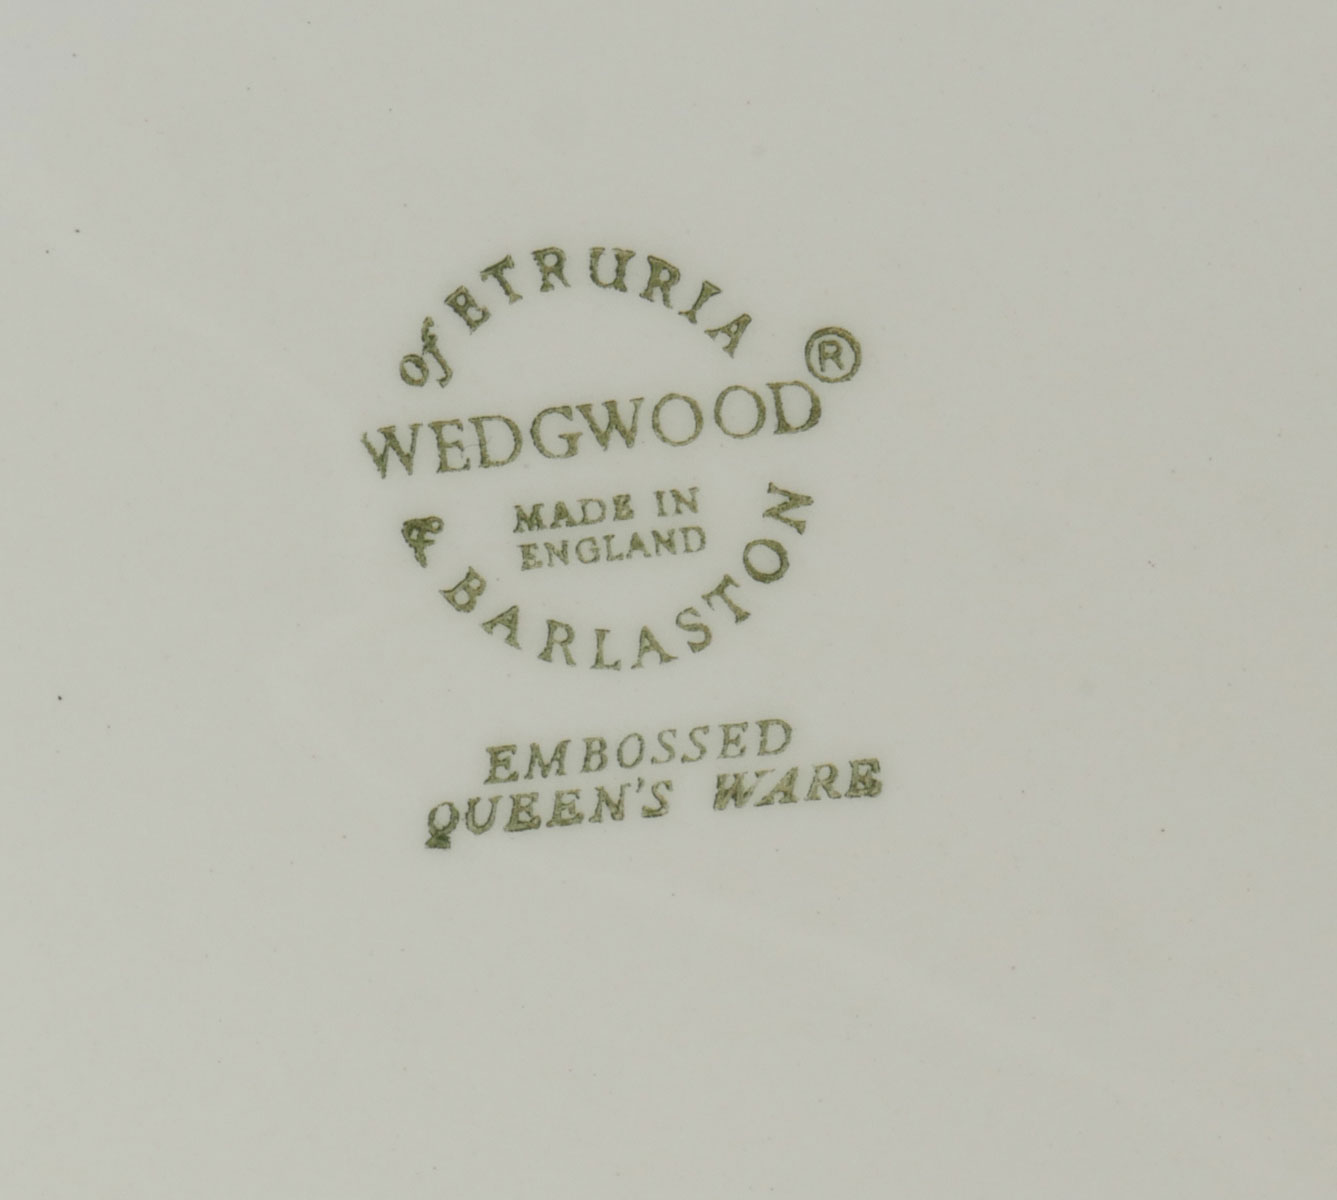 of ETRURIA
WEDGWOOD®
MADE IN
ENGLAND
& BARLASTON
EMBOSSED
QUEEN'S WARE